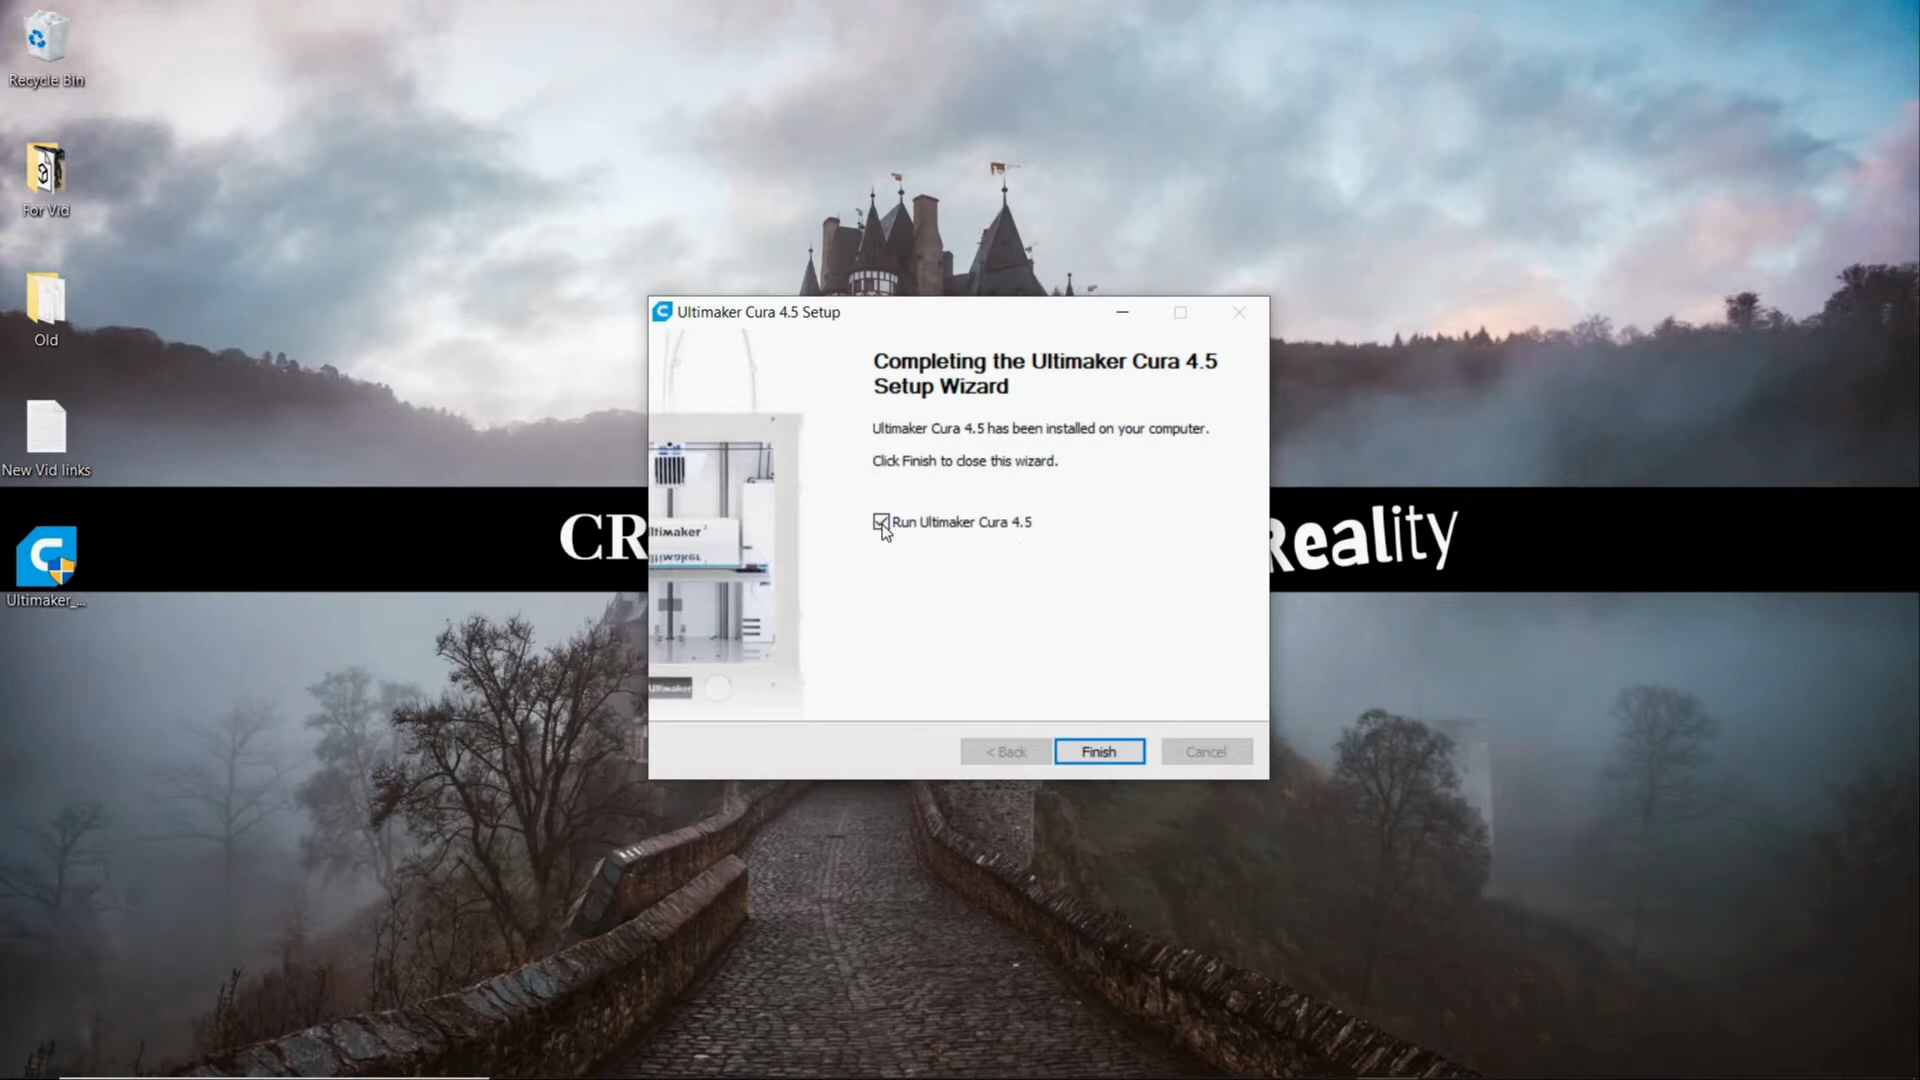 Recycle Bin
For Vid
Old
New Vid links
Ultimaker_...
Ultimaker Cura 4.5 Setup
Completing the Ultimaker Cura 4.5
Setup Wizard
Ultimaker Cura 4.5 has been installed on your computer.
Click Finish to close this wizard.
Run Ultimaker Cura 4.5
CR
Reality
ltimaker³
Ultimaker
< Back
Finish
Cancel